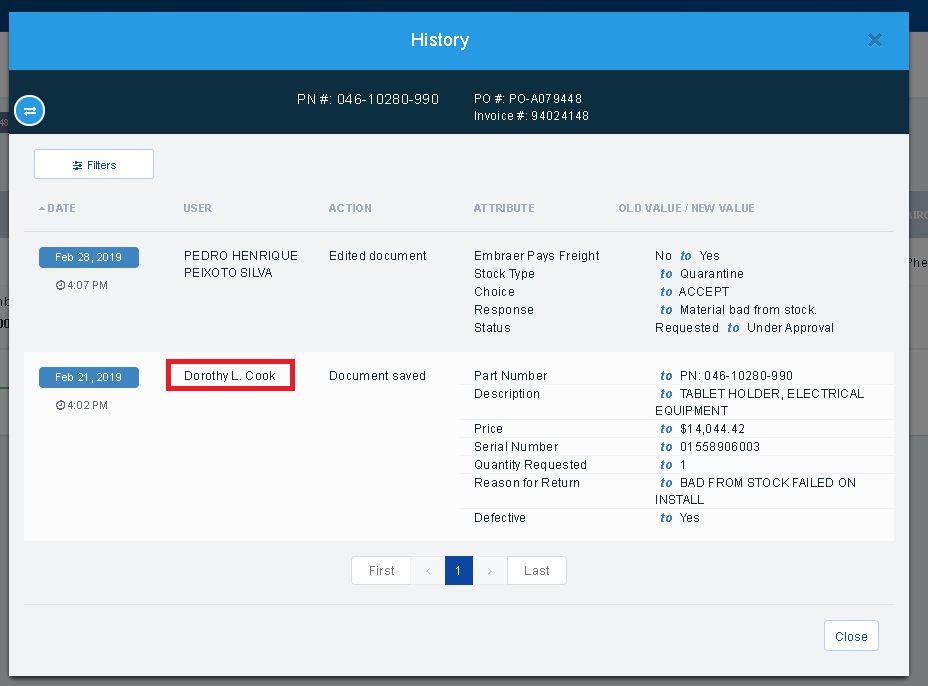 History
PN #: 046-10280-990
PO #: PO-A079448
Invoice #: 94024148
Filters
DATE USER ACTION ATTRIBUTE OLD VALUE / NEW VALUE
Feb 28, 2019 PEDRO HENRIQUE Edited document Embraer Pays Freight No to Yes
PEIXOTO SILVA Stock Type to Quarantine
4:07 PM Choice to ACCEPT
Response to Material bad from stock.
Status Requested to Under Approval
Feb 21, 2019 Dorothy L. Cook Document saved Part Number to PN: 046-10280-990
4:02 PM Description to TABLET HOLDER, ELECTRICAL
EQUIPMENT
Price to $14,044.42
Serial Number to 01558906003
Quantity Requested to 1
Reason for Return to BAD FROM STOCK FAILED ON
INSTALL
Defective to Yes
First ‹ 1 › Last
Close